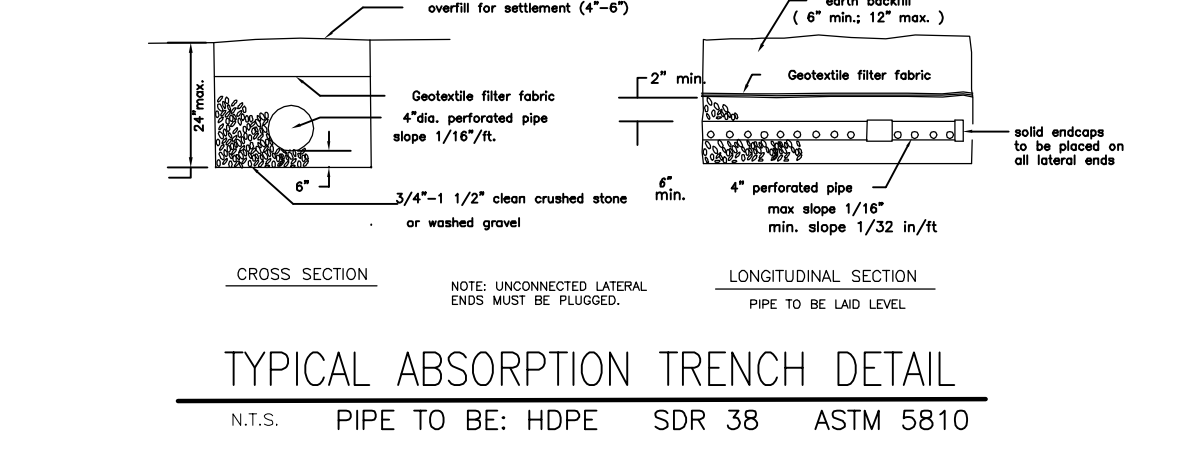 overfill for settlement (4"-6")
earth backfill
( 6" min.; 12" max. )
2" min.
Geotextile filter fabric
24"max.
Geotextile filter fabric
4"dia. perforated pipe
slope 1/16"/ft.
solid endcaps
to be placed on
all lateral ends
6"
3/4"-1 1/2" clean crushed stone
or washed gravel
6"
min.
4" perforated pipe
max slope 1/16"
min. slope 1/32 in/ft
CROSS SECTION
NOTE: UNCONNECTED LATERAL
ENDS MUST BE PLUGGED.
LONGITUDINAL SECTION
PIPE TO BE LAID LEVEL
TYPICAL ABSORPTION TRENCH DETAIL
N.T.S. PIPE TO BE: HDPE SDR 38 ASTM 5810